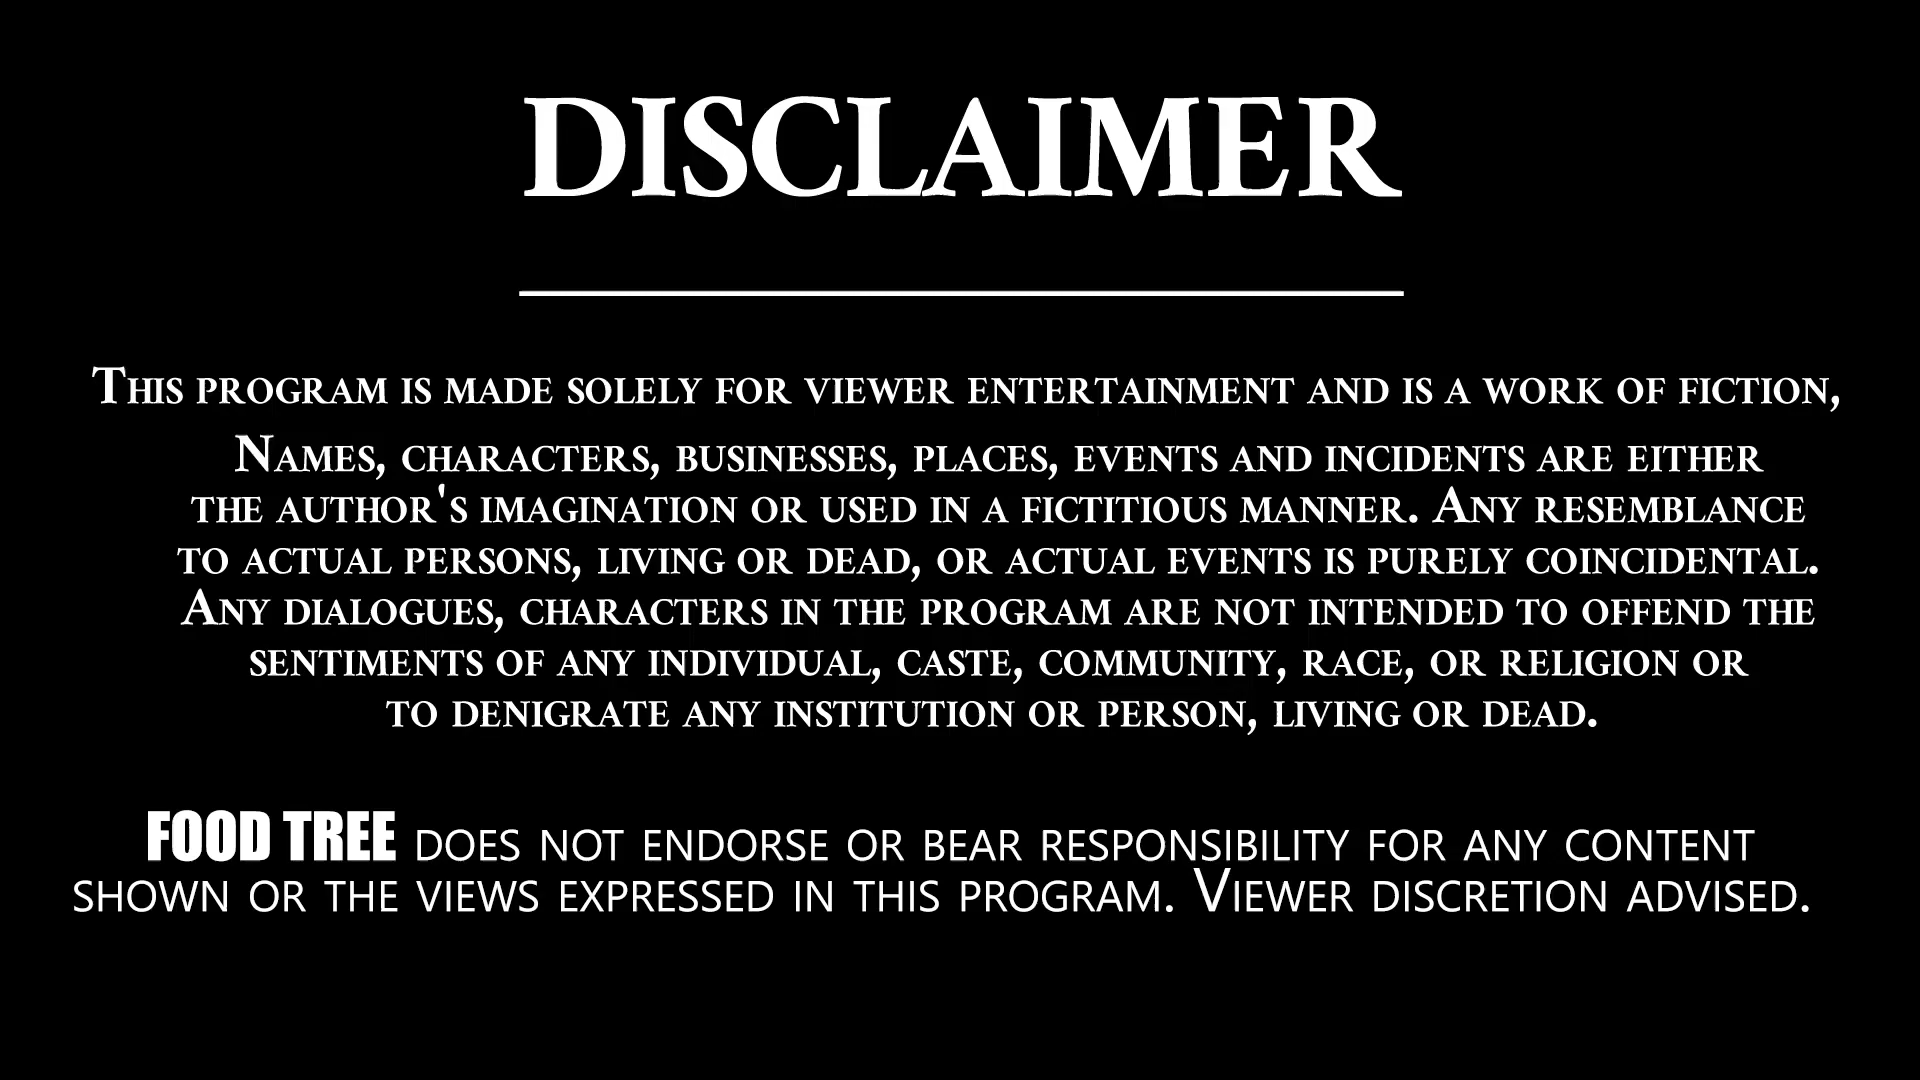 DISCLAIMER
This program is made solely for viewer entertainment and is a work of fiction,
Names, characters, businesses, places, events and incidents are either
the author's imagination or used in a fictitious manner. Any resemblance
to actual persons, living or dead, or actual events is purely coincidental.
Any dialogues, characters in the program are not intended to offend the
sentiments of any individual, caste, community, race, or religion or
to denigrate any institution or person, living or dead.
FOOD TREE does not endorse or bear responsibility for any content
shown or the views expressed in this program. Viewer discretion advised.